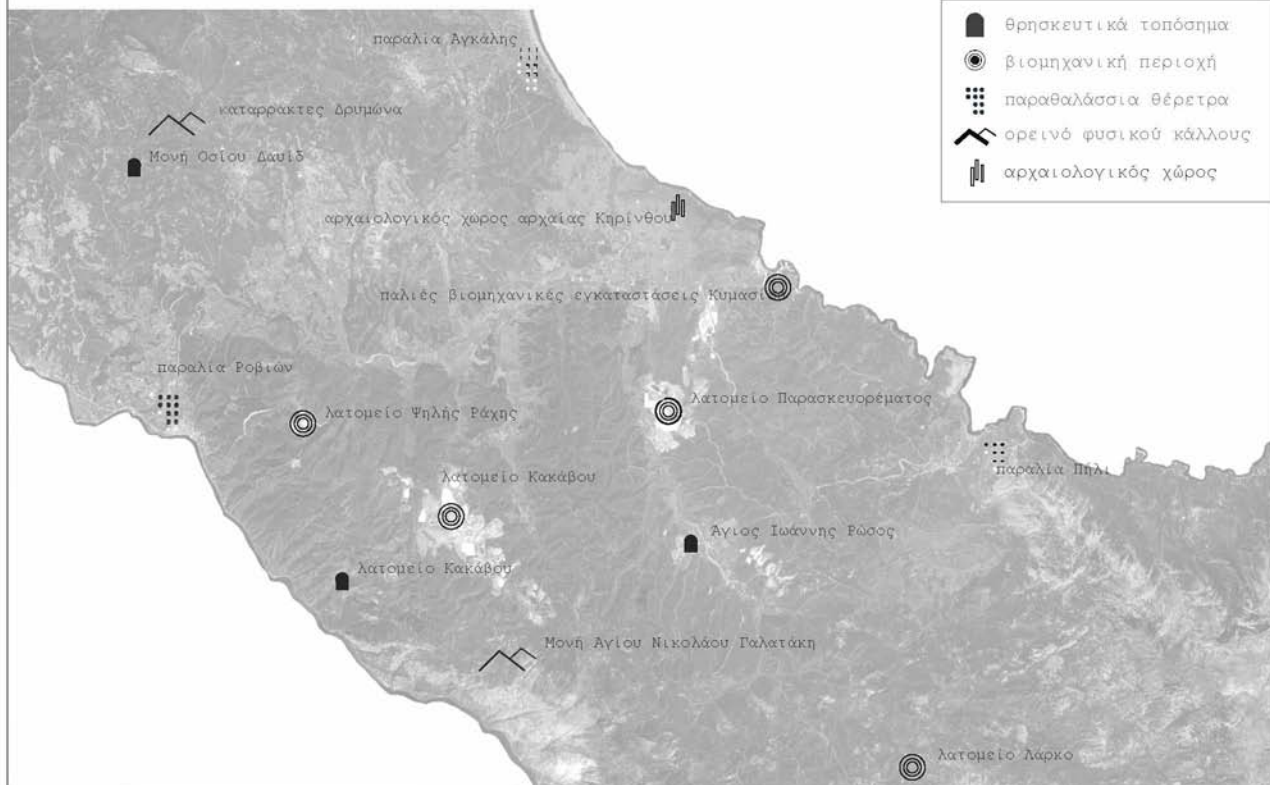 θρησκευτικά τοπόσημα
βιομηχανική περιοχή
παραθαλάσσια θέρετρα
ορεινό φυσικού κάλλους
αρχαιολογικός χώρος
παραλία Αγκάλης
καταρράκτες Δρυμώνα
Μονή Οσίου Δαυίδ
αρχαιολογικός χώρος αρχαίας Κηρίνθου
παλιές βιομηχανικές εγκαταστάσεις Κυμασί
παραλία Ροβιών
λατομείο Ψηλής Ράχης
λατομείο Παρασκευορέματος
παραλία Πήλι
λατομείο Κακάβου
Άγιος Ιωάννης Ρώσος
λατομείο Κακάβου
Μονή Αγίου Νικολάου Γαλατάκη
λατομείο Λάρκο